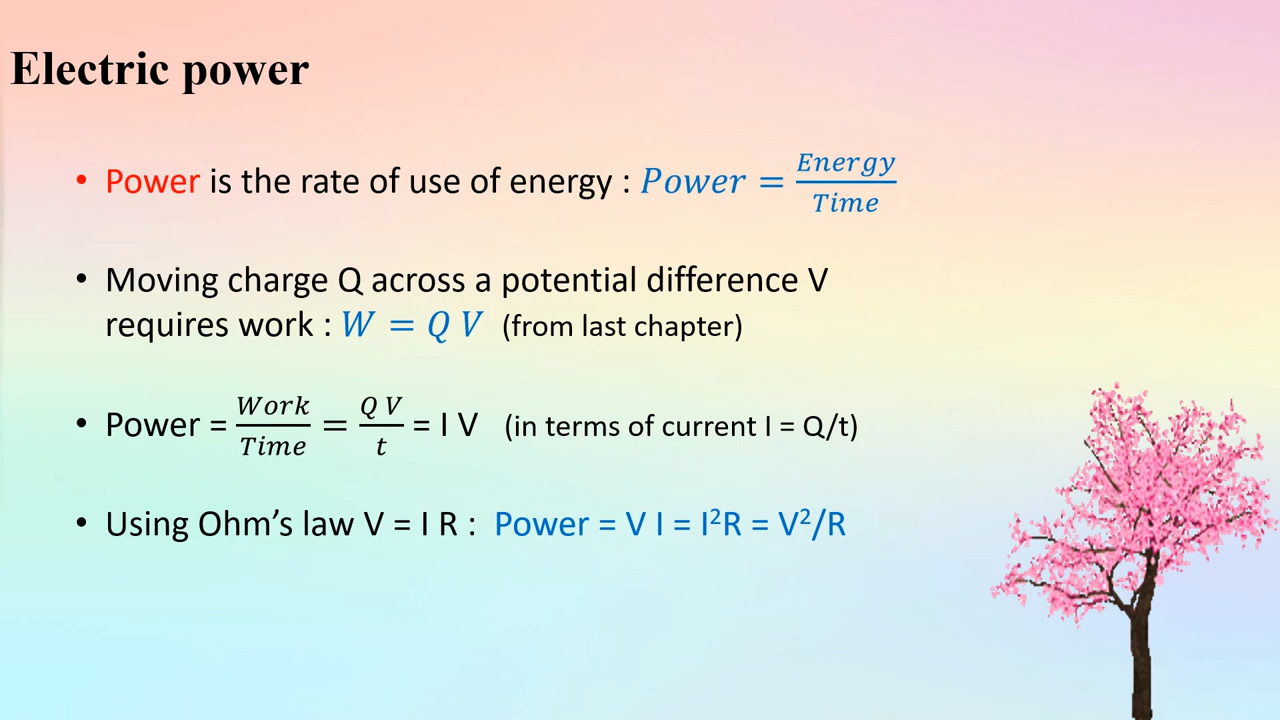 Electric power
• Power is the rate of use of energy : Power = Energy/Time
• Moving charge Q across a potential difference V
requires work : W = Q V (from last chapter)
• Power = Work/Time = Q V/t = I V (in terms of current I = Q/t)
• Using Ohm’s law V = I R : Power = V I = I²R = V²/R